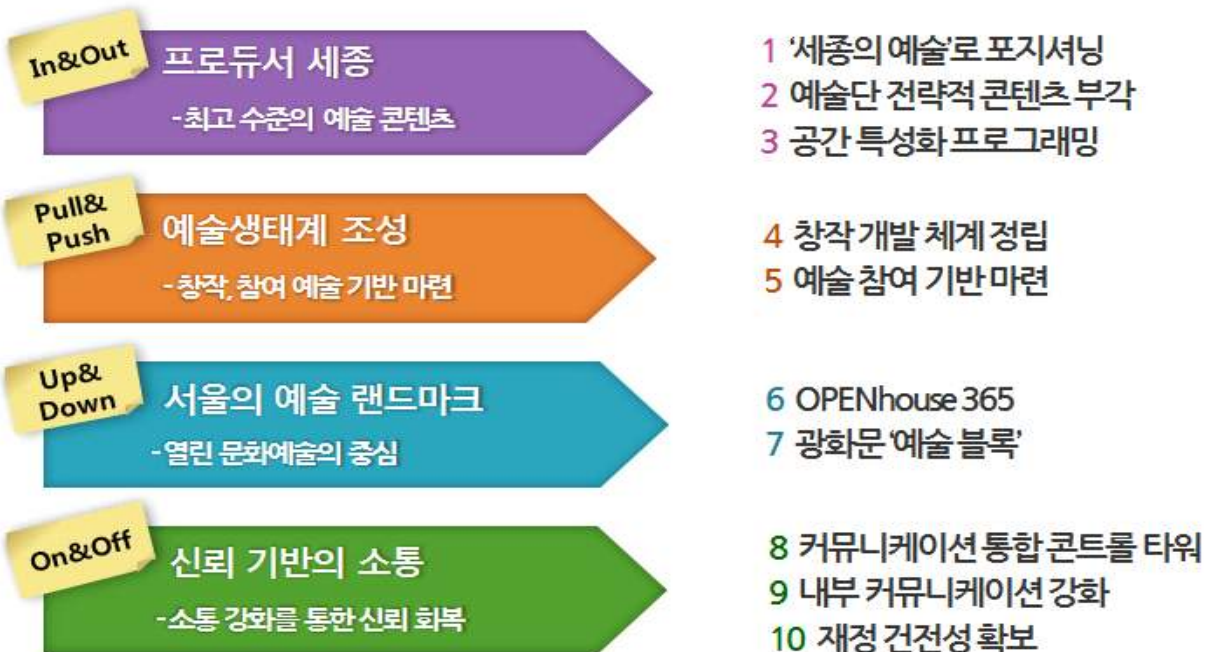 In&Out
프로듀서 세종
-최고 수준의 예술 콘텐츠
1 '세종의 예술'로 포지셔닝
2 예술단 전략적 콘텐츠 부각
3 공간 특성화 프로그래밍
Pull&
Push
예술생태계 조성
-창작, 참여 예술 기반 마련
4 창작 개발 체계 정립
5 예술 참여 기반 마련
Up&
Down
서울의 예술 랜드마크
-열린 문화예술의 중심
6 OPENhouse 365
7 광화문 '예술 블록'
On&Off
신뢰 기반의 소통
-소통 강화를 통한 신뢰 회복
8 커뮤니케이션 통합 콘트롤 타워
9 내부 커뮤니케이션 강화
10 재정 건전성 확보